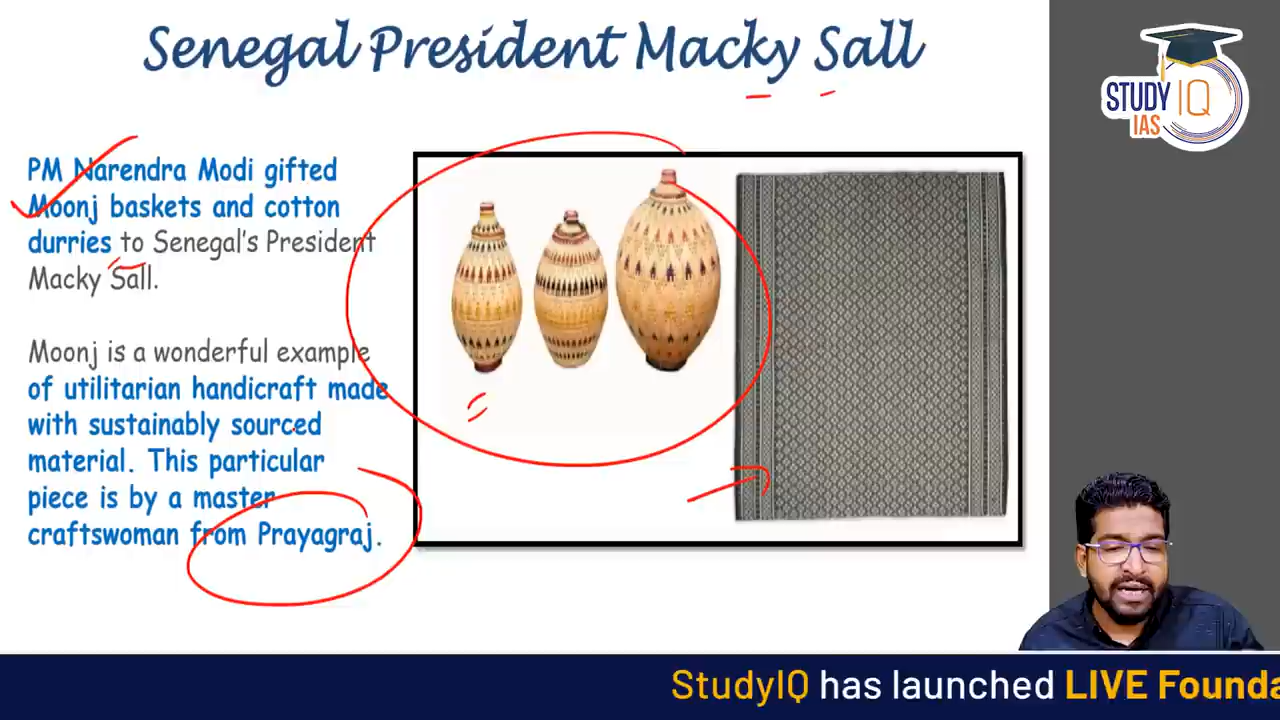 Senegal President Macky Sall
STUDY IQ
IAS
PM Narendra Modi gifted
Moonj baskets and cotton
durries to Senegal's President
Macky Sall.
Moonj is a wonderful example
of utilitarian handicraft made
with sustainably sourced
material. This particular
piece is by a master
craftswoman from Prayagraj.
StudyIQ has launched LIVE Founda